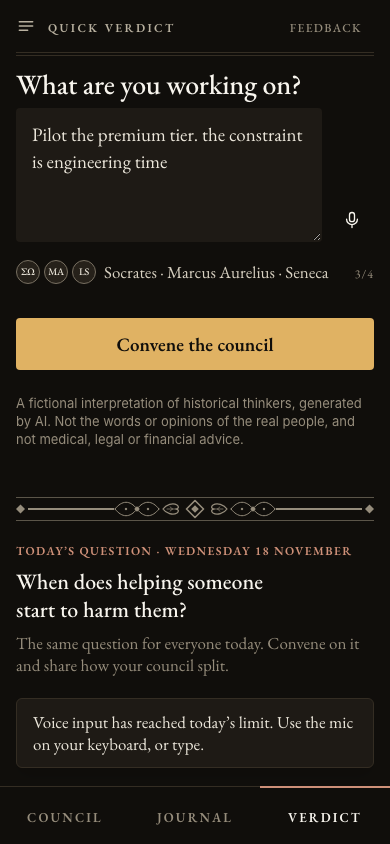 QUICK VERDICT
FEEDBACK
What are you working on?
Pilot the premium tier. the constraint
is engineering time
ΣΩ MA LS Socrates · Marcus Aurelius · Seneca 3/4
Convene the council
A fictional interpretation of historical thinkers, generated
by AI. Not the words or opinions of the real people, and
not medical, legal or financial advice.
TODAY’S QUESTION · WEDNESDAY 18 NOVEMBER
When does helping someone
start to harm them?
The same question for everyone today. Convene on it
and share how your council split.
Voice input has reached today’s limit. Use the mic
on your keyboard, or type.
COUNCIL JOURNAL VERDICT